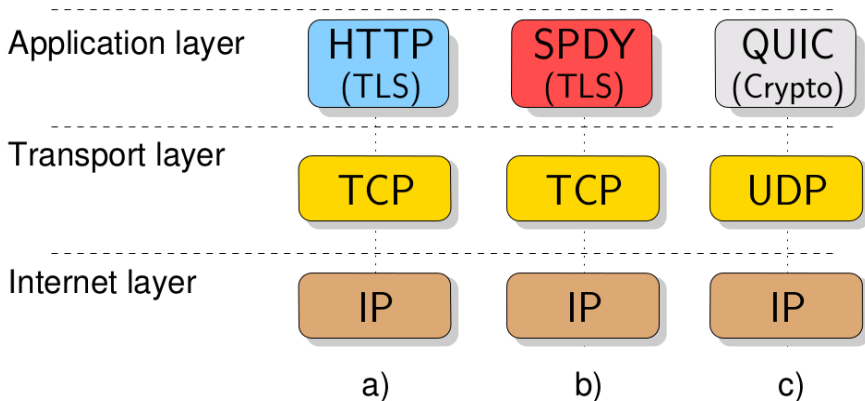 Application layer
HTTP
(TLS)
SPDY
(TLS)
QUIC
(Crypto)
Transport layer
TCP
TCP
UDP
Internet layer
IP
IP
IP
a)
b)
c)